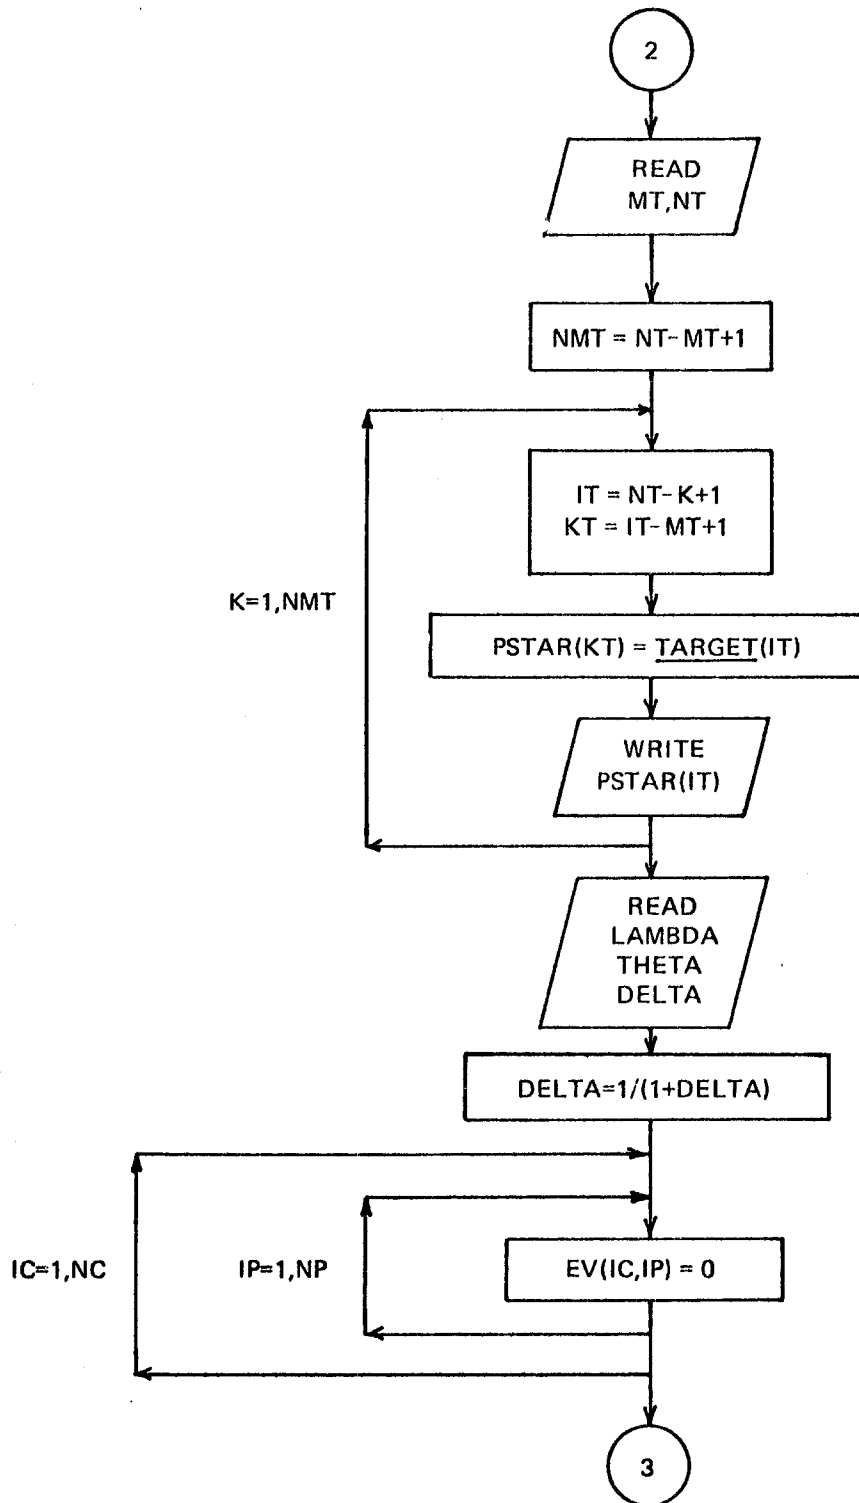 2
READ
MT,NT
NMT = NT-MT+1
IT = NT-K+1
KT = IT-MT+1
K=1,NMT
PSTAR(KT) = TARGET(IT)
WRITE
PSTAR(IT)
READ
LAMBDA
THETA
DELTA
DELTA=1/(1+DELTA)
IC=1,NC
IP=1,NP
EV(IC,IP) = 0
3